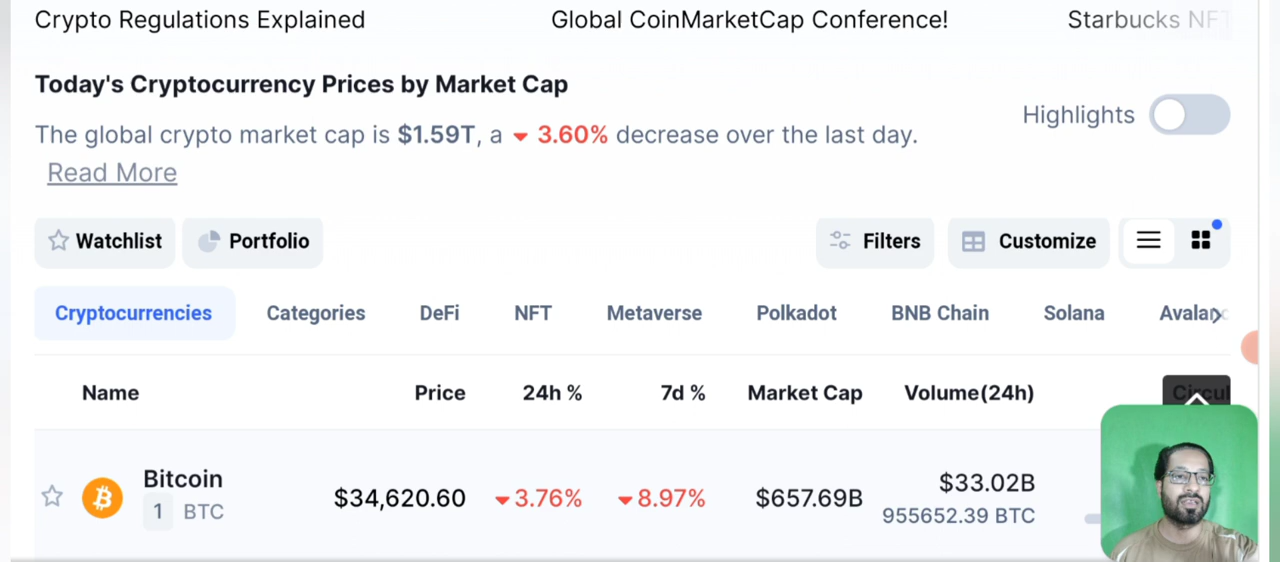 Crypto Regulations Explained Global CoinMarketCap Conference! Starbucks NFT
Today's Cryptocurrency Prices by Market Cap
Highlights
The global crypto market cap is $1.59T, a ▼ 3.60% decrease over the last day.
Read More
Watchlist Portfolio Filters Customize
Cryptocurrencies Categories DeFi NFT Metaverse Polkadot BNB Chain Solana
Name Price 24h % 7d % Market Cap Volume(24h)
Bitcoin
1 BTC
$34,620.60 ▼3.76% ▼8.97% $657.69B $33.02B
955652.39 BTC